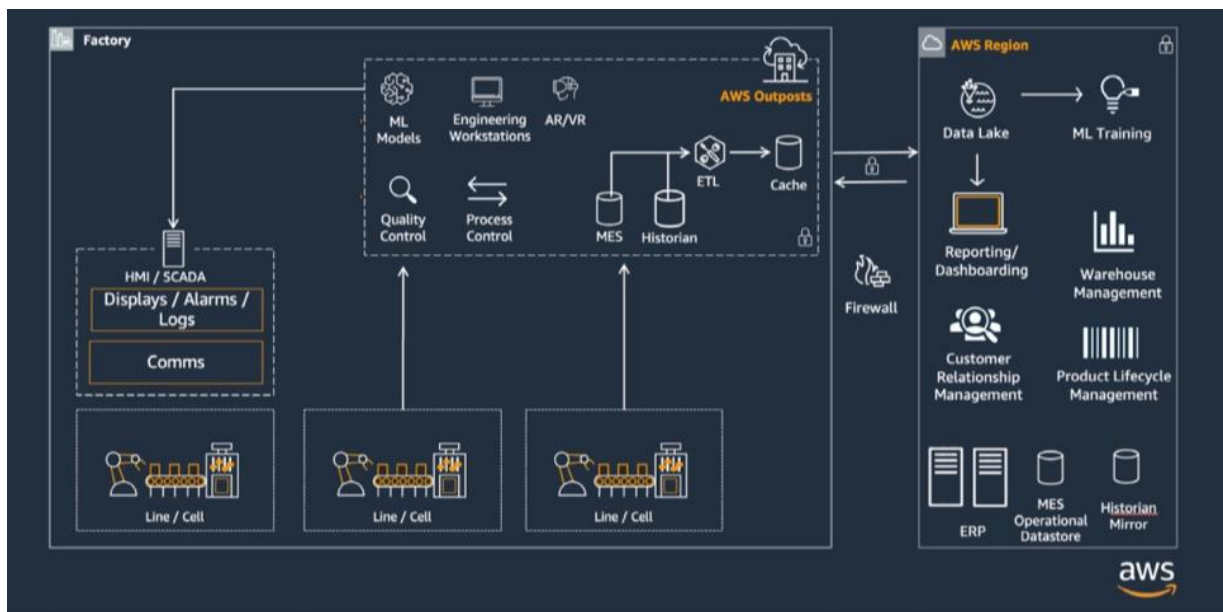 Factory
AWS Outposts
ML
Models
Engineering
Workstations
AR/VR
Quality
Control
Process
Control
MES
Historian
ETL
Cache
HMI / SCADA
Displays / Alarms /
Logs
Comms
Line / Cell
Line / Cell
Line / Cell
Firewall
AWS Region
Data Lake
ML Training
Reporting/
Dashboarding
Warehouse
Management
Customer
Relationship
Management
Product Lifecycle
Management
ERP
MES
Operational
Datastore
Historian
Mirror
aws